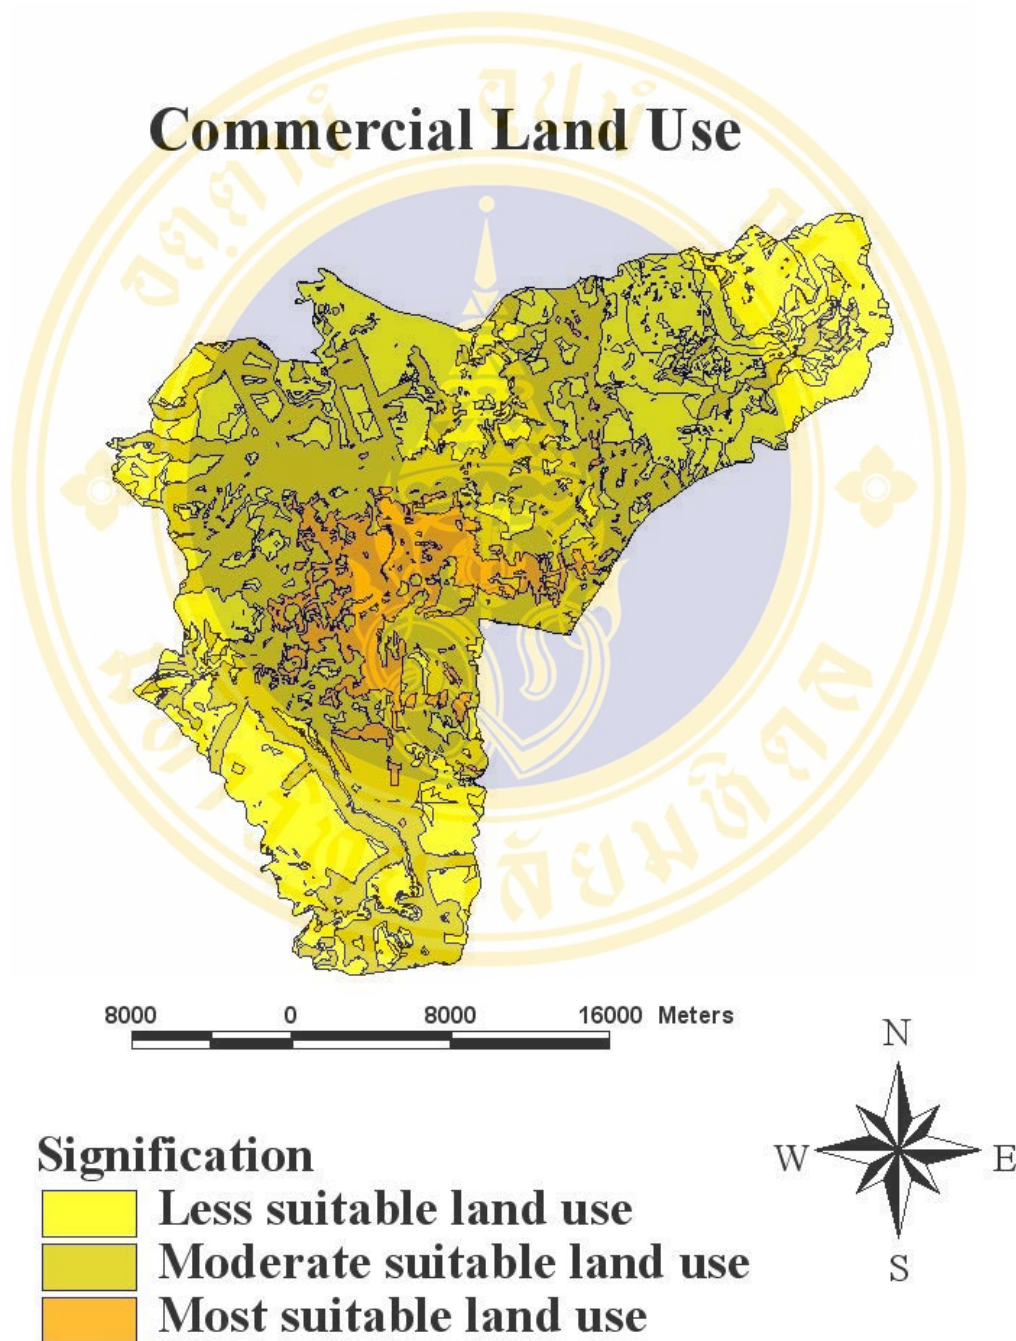 Commercial Land Use
8000 0 8000 16000 Meters
N
W E
S
Signification
Less suitable land use
Moderate suitable land use
Most suitable land use